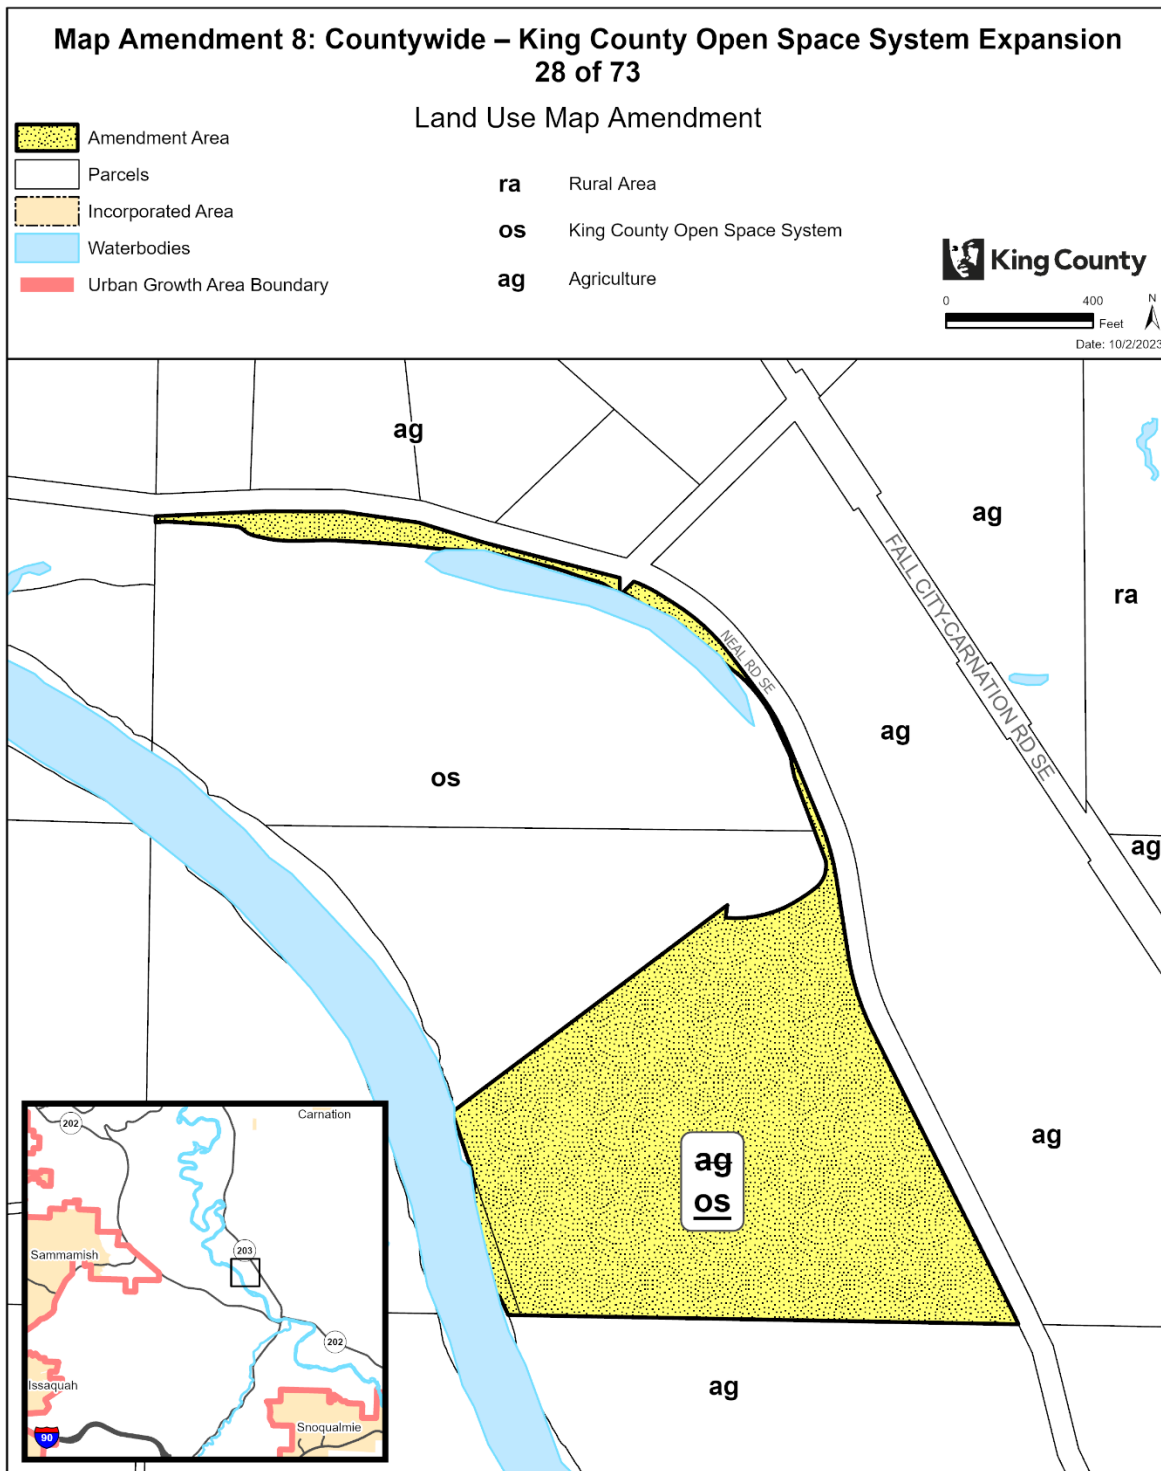 Map Amendment 8: Countywide – King County Open Space System Expansion
28 of 73
Land Use Map Amendment
Amendment Area
Parcels
Incorporated Area
Waterbodies
Urban Growth Area Boundary
ra Rural Area
os King County Open Space System
ag Agriculture
King County
0 400
Feet
N
Date: 10/2/2023
ag
ag
FALL CITY-CARNATION RD SE
ra
NEAL RD SE
ag
os
ag
ag
ag
os
ag
Carnation
202
Sammamish
203
202
Issaquah
Snoqualmie
90